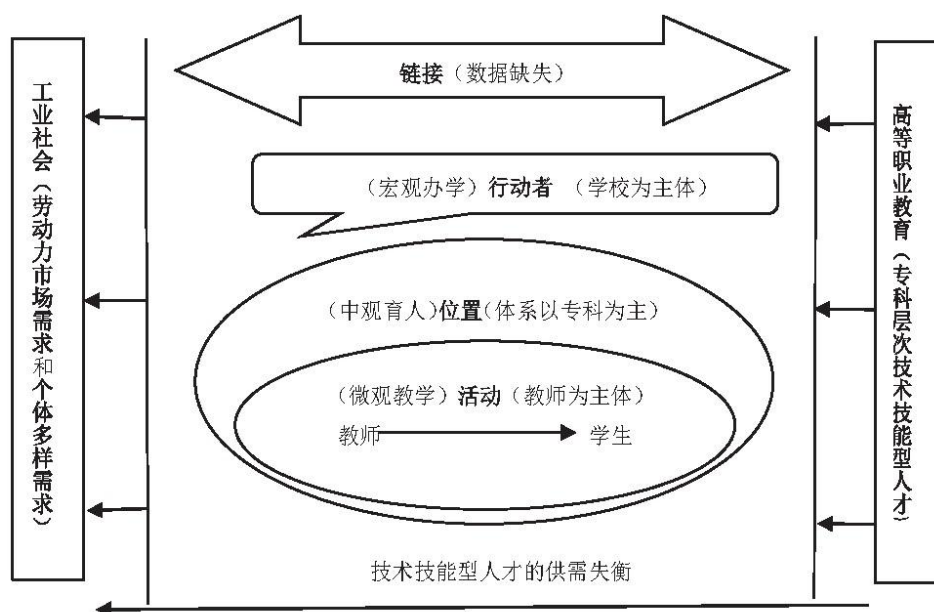 工业社会（劳动力市场需求和个体多样需求）
链接（数据缺失）
（宏观办学）行动者 （学校为主体）
（中观育人）位置（体系以专科为主）
（微观教学）活动（教师为主体）
教师 学生
技术技能型人才的供需失衡
高等职业教育（专科层次技术技能型人才）